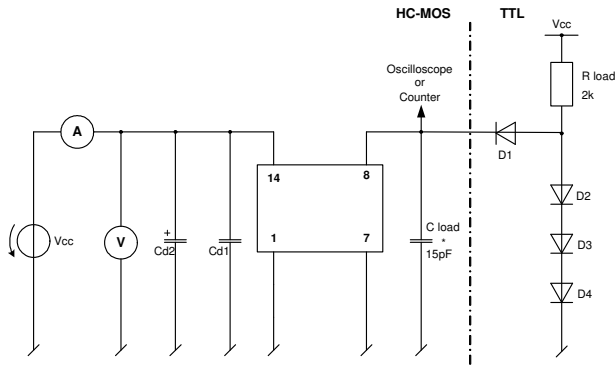 HC-MOS
TTL
Vcc
Oscilloscope
or
Counter
R load
2k
A
D1
14
8
D2
Vcc
V
+
Cd2
Cd1
1
7
C load
*
15pF
D3
D4